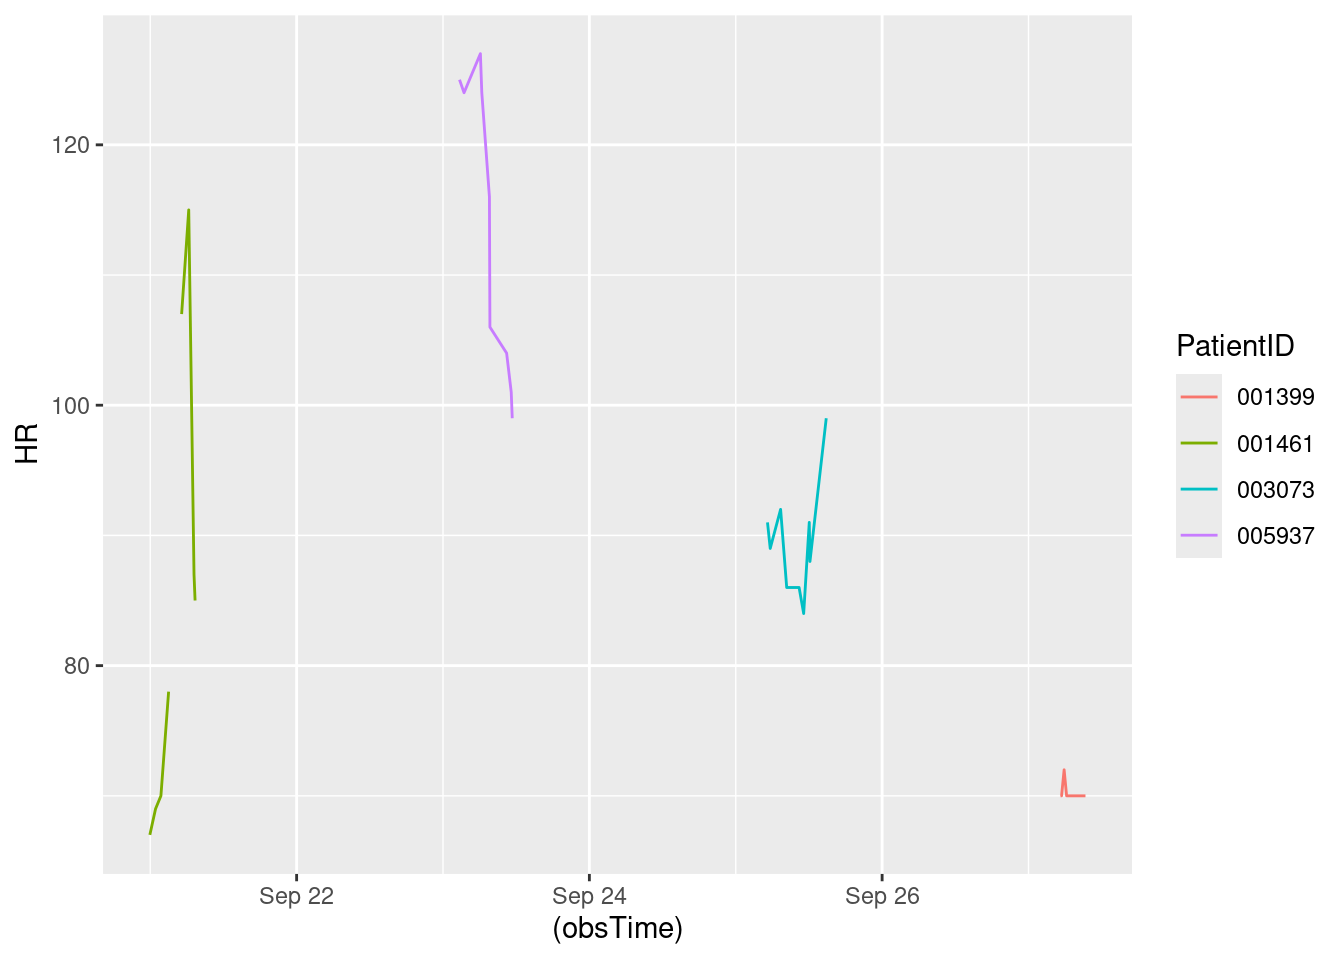 120
100
80
HR
Sep 22
Sep 24
Sep 26
(obsTime)
PatientID
001399
001461
003073
005937